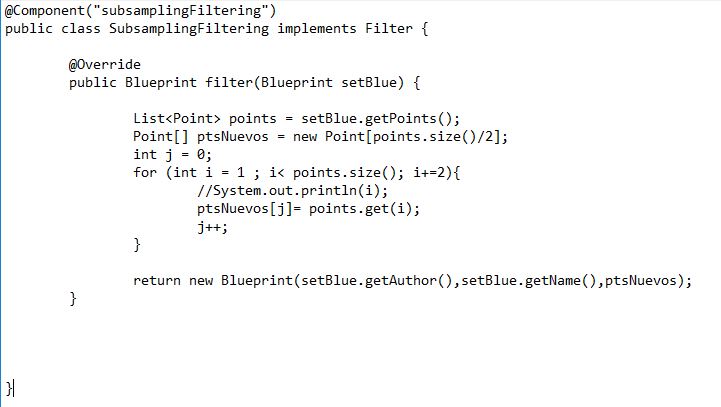 @Component("subsamplingFiltering")
public class SubsamplingFiltering implements Filter {
@Override
public Blueprint filter(Blueprint setBlue) {
List<Point> points = setBlue.getPoints();
Point[] ptsNuevos = new Point[points.size()/2];
int j = 0;
for (int i = 1 ; i< points.size(); i+=2){
//System.out.println(i);
ptsNuevos[j]= points.get(i);
j++;
}
return new Blueprint(setBlue.getAuthor(),setBlue.getName(),ptsNuevos);
}
}